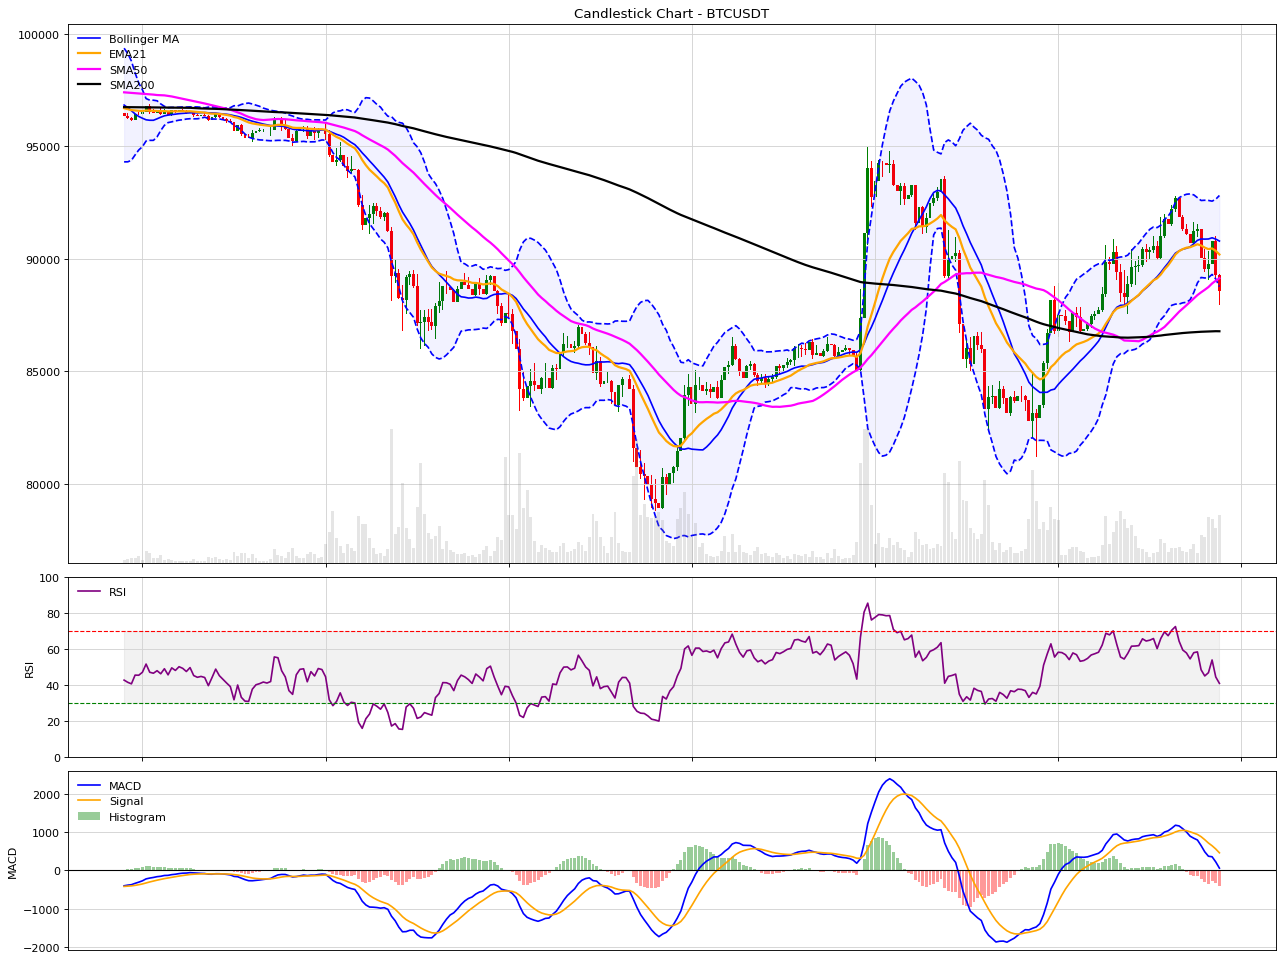 Candlestick Chart - BTCUSDT
100000
95000
90000
85000
80000
Bollinger MA
EMA21
SMA50
SMA200
100
80
60
40
20
0
RSI
RSI
2000
1000
0
−1000
−2000
MACD
MACD
Signal
Histogram